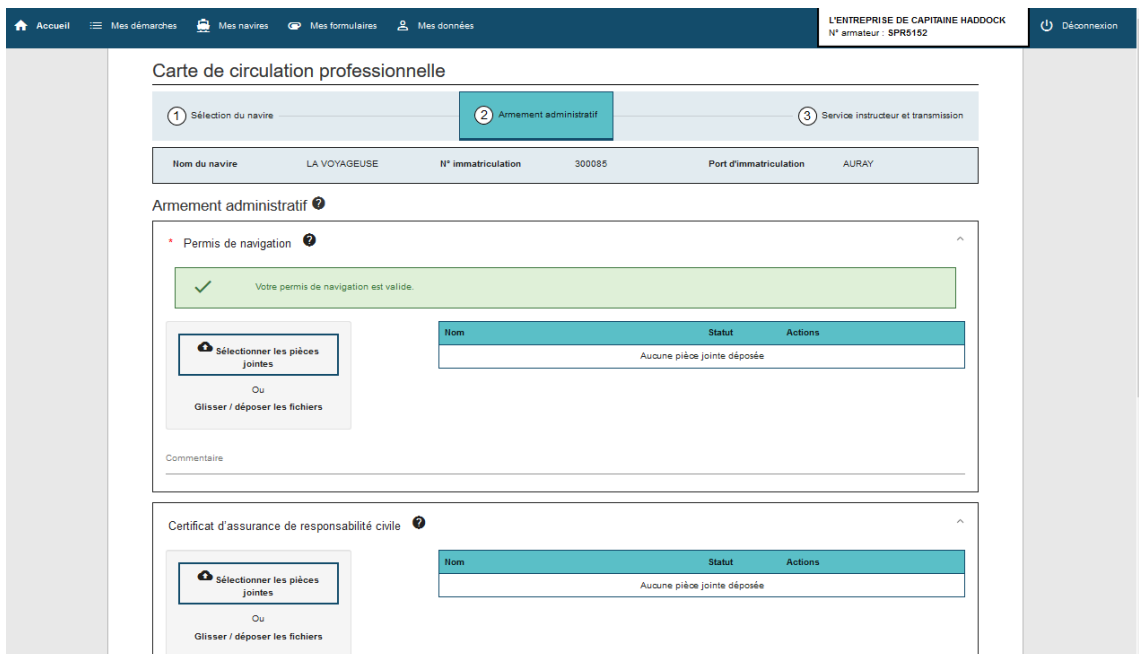 Accueil Mes démarches Mes navires Mes formulaires Mes données L'ENTREPRISE DE CAPITAINE HADDOCK Déconnexion
N° armateur : SPR5152
Carte de circulation professionnelle
1 Sélection du navire 2 Armement administratif 3 Service instructeur et transmission
Nom du navire LA VOYAGEUSE N° immatriculation 300085 Port d'immatriculation AURAY
Armement administratif ?
* Permis de navigation ?
Votre permis de navigation est valide.
Nom Statut Actions
Sélectionner les pièces
jointes
Aucune pièce jointe déposée
Ou
Glisser / déposer les fichiers
Commentaire
Certificat d'assurance de responsabilité civile ?
Nom Statut Actions
Sélectionner les pièces
jointes
Aucune pièce jointe déposée
Ou
Glisser / déposer les fichiers